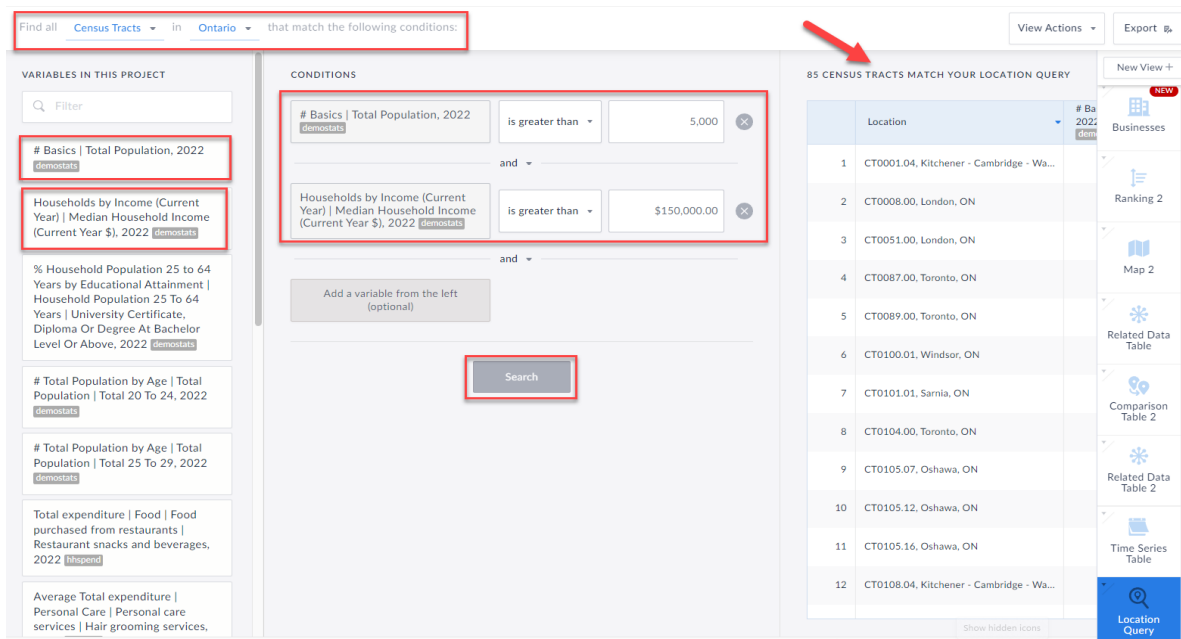 Find all Census Tracts in Ontario that match the following conditions:
View Actions
Export
VARIABLES IN THIS PROJECT
Filter
# Basics | Total Population, 2022
demostats
Households by Income (Current
Year) | Median Household Income
(Current Year $), 2022 demostats
% Household Population 25 to 64
Years by Educational Attainment |
Household Population 25 To 64
Years | University Certificate,
Diploma Or Degree At Bachelor
Level Or Above, 2022 demostats
# Total Population by Age | Total
Population | Total 20 To 24, 2022
demostats
# Total Population by Age | Total
Population | Total 25 To 29, 2022
demostats
Total expenditure | Food | Food
purchased from restaurants |
Restaurant snacks and beverages,
2022 hhspend
Average Total expenditure |
Personal Care | Personal care
services | Hair grooming services,
CONDITIONS
# Basics | Total Population, 2022
demostats
is greater than
5,000
and
Households by Income (Current
Year) | Median Household Income
(Current Year $), 2022 demostats
is greater than
$150,000.00
and
Add a variable from the left
(optional)
Search
85 CENSUS TRACTS MATCH YOUR LOCATION QUERY
Location
# Ba
2022
dem
1 CT0001.04, Kitchener - Cambridge - Wa...
2 CT0008.00, London, ON
3 CT0051.00, London, ON
4 CT0087.00, Toronto, ON
5 CT0089.00, Toronto, ON
6 CT0100.01, Windsor, ON
7 CT0101.01, Sarnia, ON
8 CT0104.00, Toronto, ON
9 CT0105.07, Oshawa, ON
10 CT0105.12, Oshawa, ON
11 CT0105.16, Oshawa, ON
12 CT0108.04, Kitchener - Cambridge - Wa...
Show hidden icons
New View +
NEW
Businesses
Ranking 2
Map 2
Related Data
Table
Comparison
Table 2
Related Data
Table 2
Time Series
Table
Location
Query